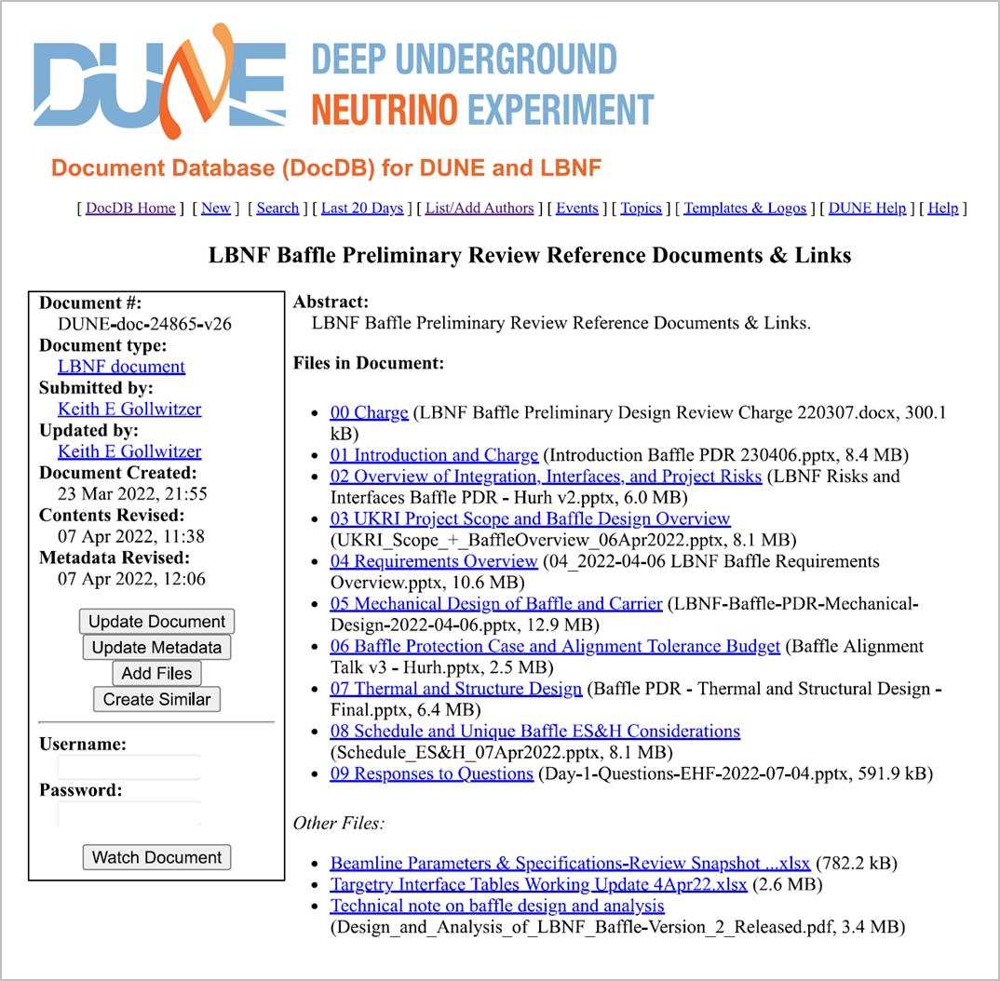 DUNE
DEEP UNDERGROUND
NEUTRINO EXPERIMENT
Document Database (DocDB) for DUNE and LBNF
[ DocDB Home ] [ New ] [ Search ] [ Last 20 Days ] [ List/Add Authors ] [ Events ] [ Topics ] [ Templates & Logos ] [ DUNE Help ] [ Help ]
LBNF Baffle Preliminary Review Reference Documents & Links
Document #:
DUNE-doc-24865-v26
Document type:
LBNF document
Submitted by:
Keith E Gollwitzer
Updated by:
Keith E Gollwitzer
Document Created:
23 Mar 2022, 21:55
Contents Revised:
07 Apr 2022, 11:38
Metadata Revised:
07 Apr 2022, 12:06
Update Document
Update Metadata
Add Files
Create Similar
Username:
Password:
Watch Document
Abstract:
LBNF Baffle Preliminary Review Reference Documents & Links.
Files in Document:
• 00 Charge (LBNF Baffle Preliminary Design Review Charge 220307.docx, 300.1
kB)
• 01 Introduction and Charge (Introduction Baffle PDR 230406.pptx, 8.4 MB)
• 02 Overview of Integration, Interfaces, and Project Risks (LBNF Risks and
Interfaces Baffle PDR - Hurh v2.pptx, 6.0 MB)
• 03 UKRI Project Scope and Baffle Design Overview
(UKRI_Scope_+_BaffleOverview_06Apr2022.pptx, 8.1 MB)
• 04 Requirements Overview (04_2022-04-06 LBNF Baffle Requirements
Overview.pptx, 10.6 MB)
• 05 Mechanical Design of Baffle and Carrier (LBNF-Baffle-PDR-Mechanical-
Design-2022-04-06.pptx, 12.9 MB)
• 06 Baffle Protection Case and Alignment Tolerance Budget (Baffle Alignment
Talk v3 - Hurh.pptx, 2.5 MB)
• 07 Thermal and Structure Design (Baffle PDR - Thermal and Structural Design -
Final.pptx, 6.4 MB)
• 08 Schedule and Unique Baffle ES&H Considerations
(Schedule_ES&H_07Apr2022.pptx, 8.1 MB)
• 09 Responses to Questions (Day-1-Questions-EHF-2022-07-04.pptx, 591.9 kB)
Other Files:
• Beamline Parameters & Specifications-Review Snapshot ...xlsx (782.2 kB)
• Targetry Interface Tables Working Update 4Apr22.xlsx (2.6 MB)
• Technical note on baffle design and analysis
(Design_and_Analysis_of_LBNF_Baffle-Version_2_Released.pdf, 3.4 MB)